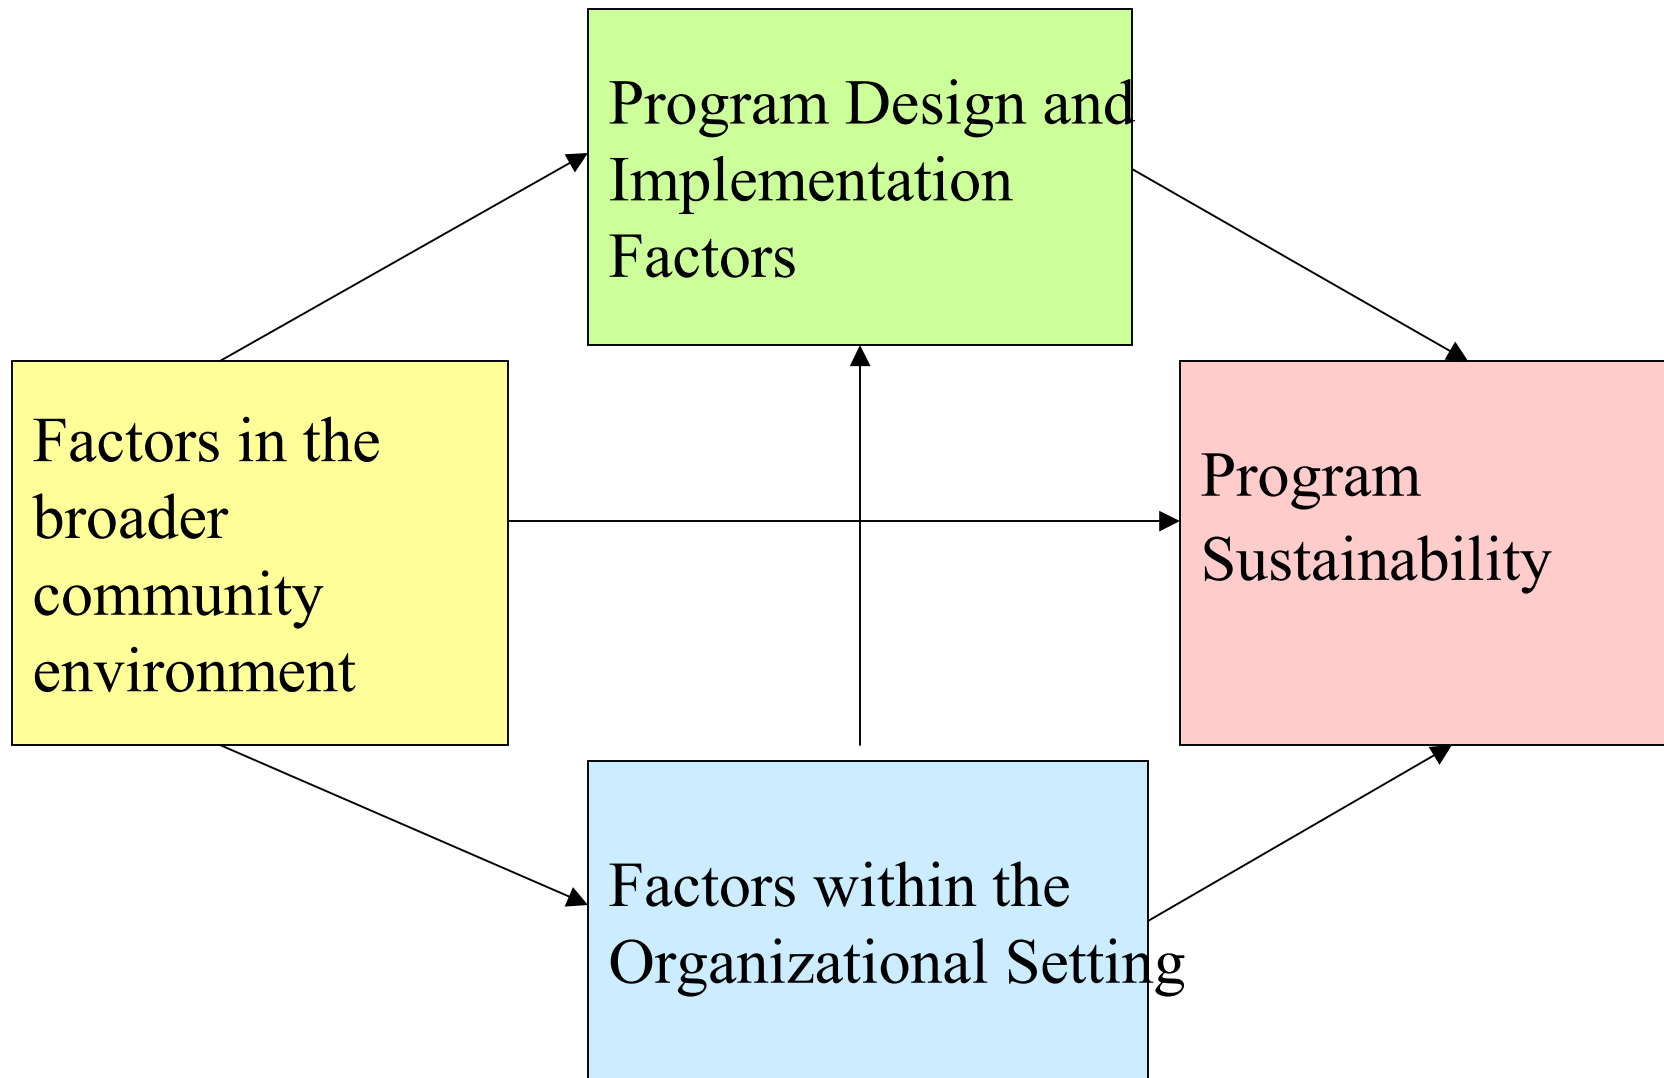 Program Design and
Implementation
Factors
Factors in the
broader
community
environment
Program
Sustainability
Factors within the
Organizational Setting